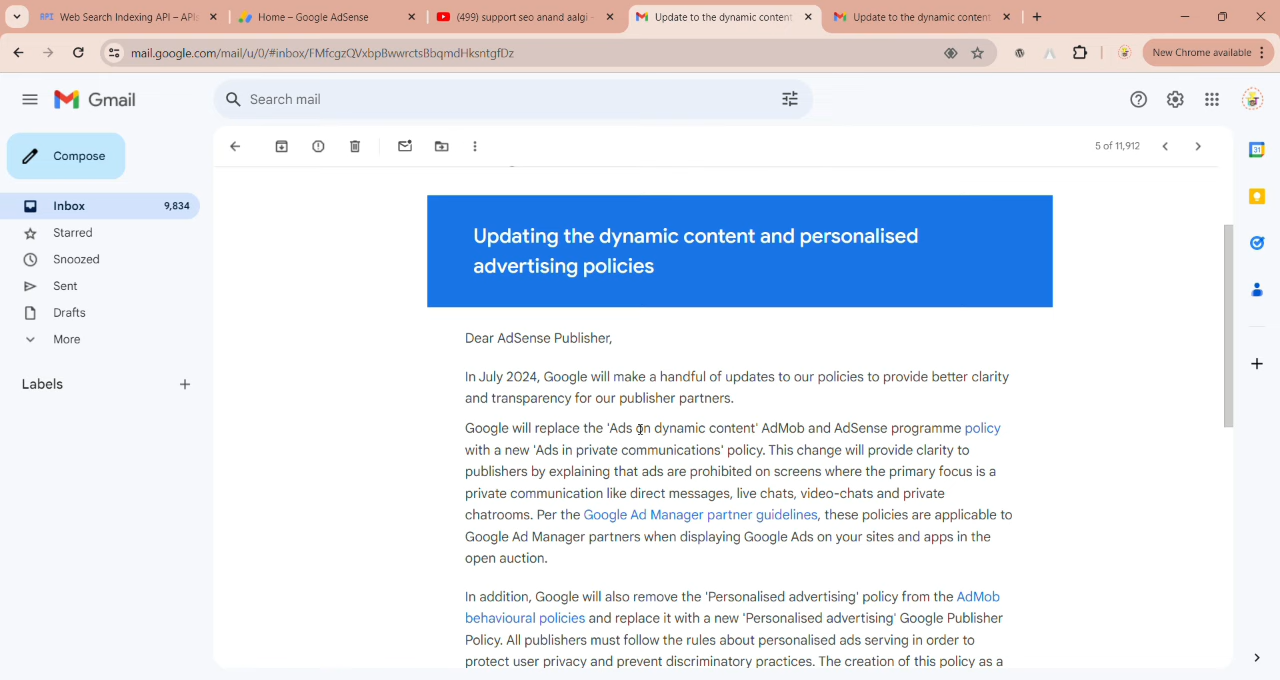 API Web Search Indexing API – API
Home – Google AdSense
(499) support seo anand aalgi -
Update to the dynamic content
Update to the dynamic content
mail.google.com/mail/u/0/#inbox/FMfcgzQVxbpBwwrctsBbqmdHksntgfDz
New Chrome available
Gmail
Search mail
Compose
5 of 11,912
Inbox 9,834
Starred
Snoozed
Sent
Drafts
More
Labels
Updating the dynamic content and personalised
advertising policies
Dear AdSense Publisher,
In July 2024, Google will make a handful of updates to our policies to provide better clarity
and transparency for our publisher partners.
Google will replace the 'Ads in dynamic content' AdMob and AdSense programme policy
with a new 'Ads in private communications' policy. This change will provide clarity to
publishers by explaining that ads are prohibited on screens where the primary focus is a
private communication like direct messages, live chats, video-chats and private
chatrooms. Per the Google Ad Manager partner guidelines, these policies are applicable to
Google Ad Manager partners when displaying Google Ads on your sites and apps in the
open auction.
In addition, Google will also remove the 'Personalised advertising' policy from the AdMob
behavioural policies and replace it with a new 'Personalised advertising' Google Publisher
Policy. All publishers must follow the rules about personalised ads serving in order to
protect user privacy and prevent discriminatory practices. The creation of this policy as a
31